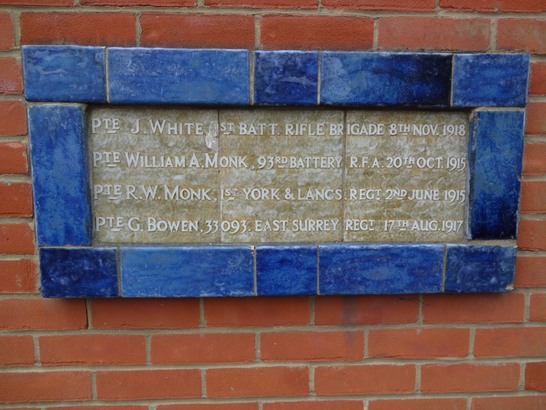 PTE J. WHITE, 1ST BATT. RIFLE BRIGADE 8TH NOV. 1918
PTE WILLIAM A. MONK, 93RD BATTERY R.F.A. 20TH OCT. 1915
PTE R.W. MONK, 1ST YORK & LANCS. REGT 2ND JUNE 1915
PTE G. BOWEN, 33093, EAST SURREY REGT. 17TH AUG. 1917